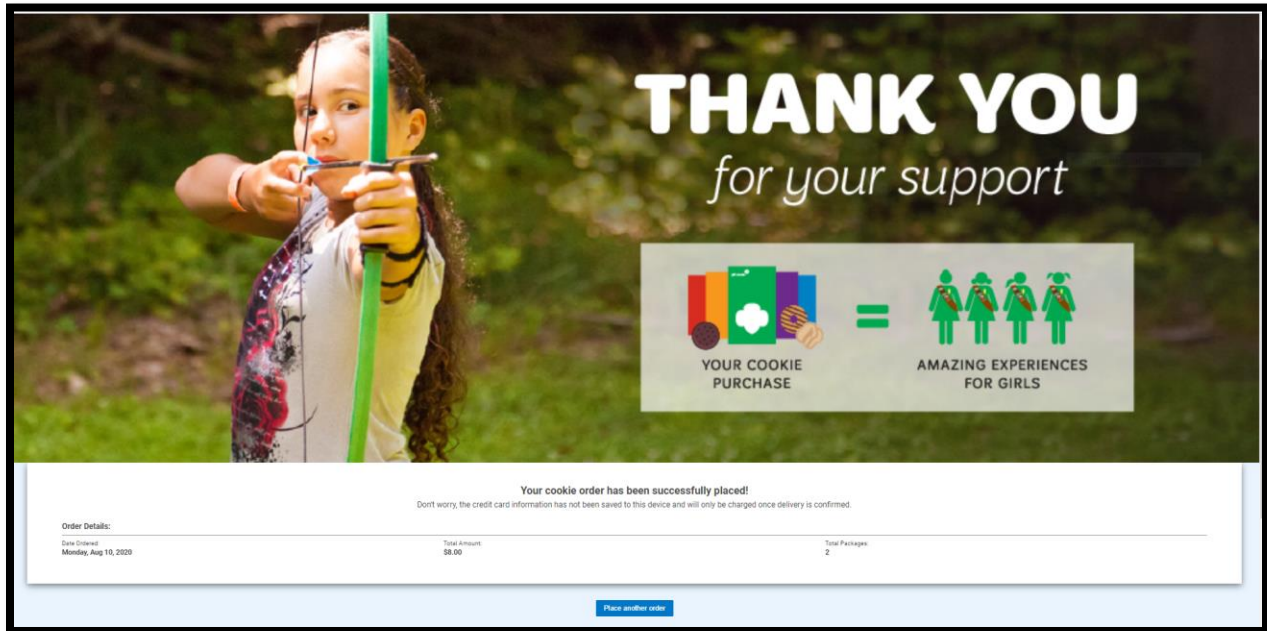 THANK YOU
for your support
YOUR COOKIE
PURCHASE
=
AMAZING EXPERIENCES
FOR GIRLS
Your cookie order has been successfully placed!
Don't worry, the credit card information has not been saved to this device and will only be charged once delivery is confirmed.
Order Details:
Date Ordered: Total Amount: Total Packages:
Monday, Aug 10, 2020 $8.00 2
Place another order